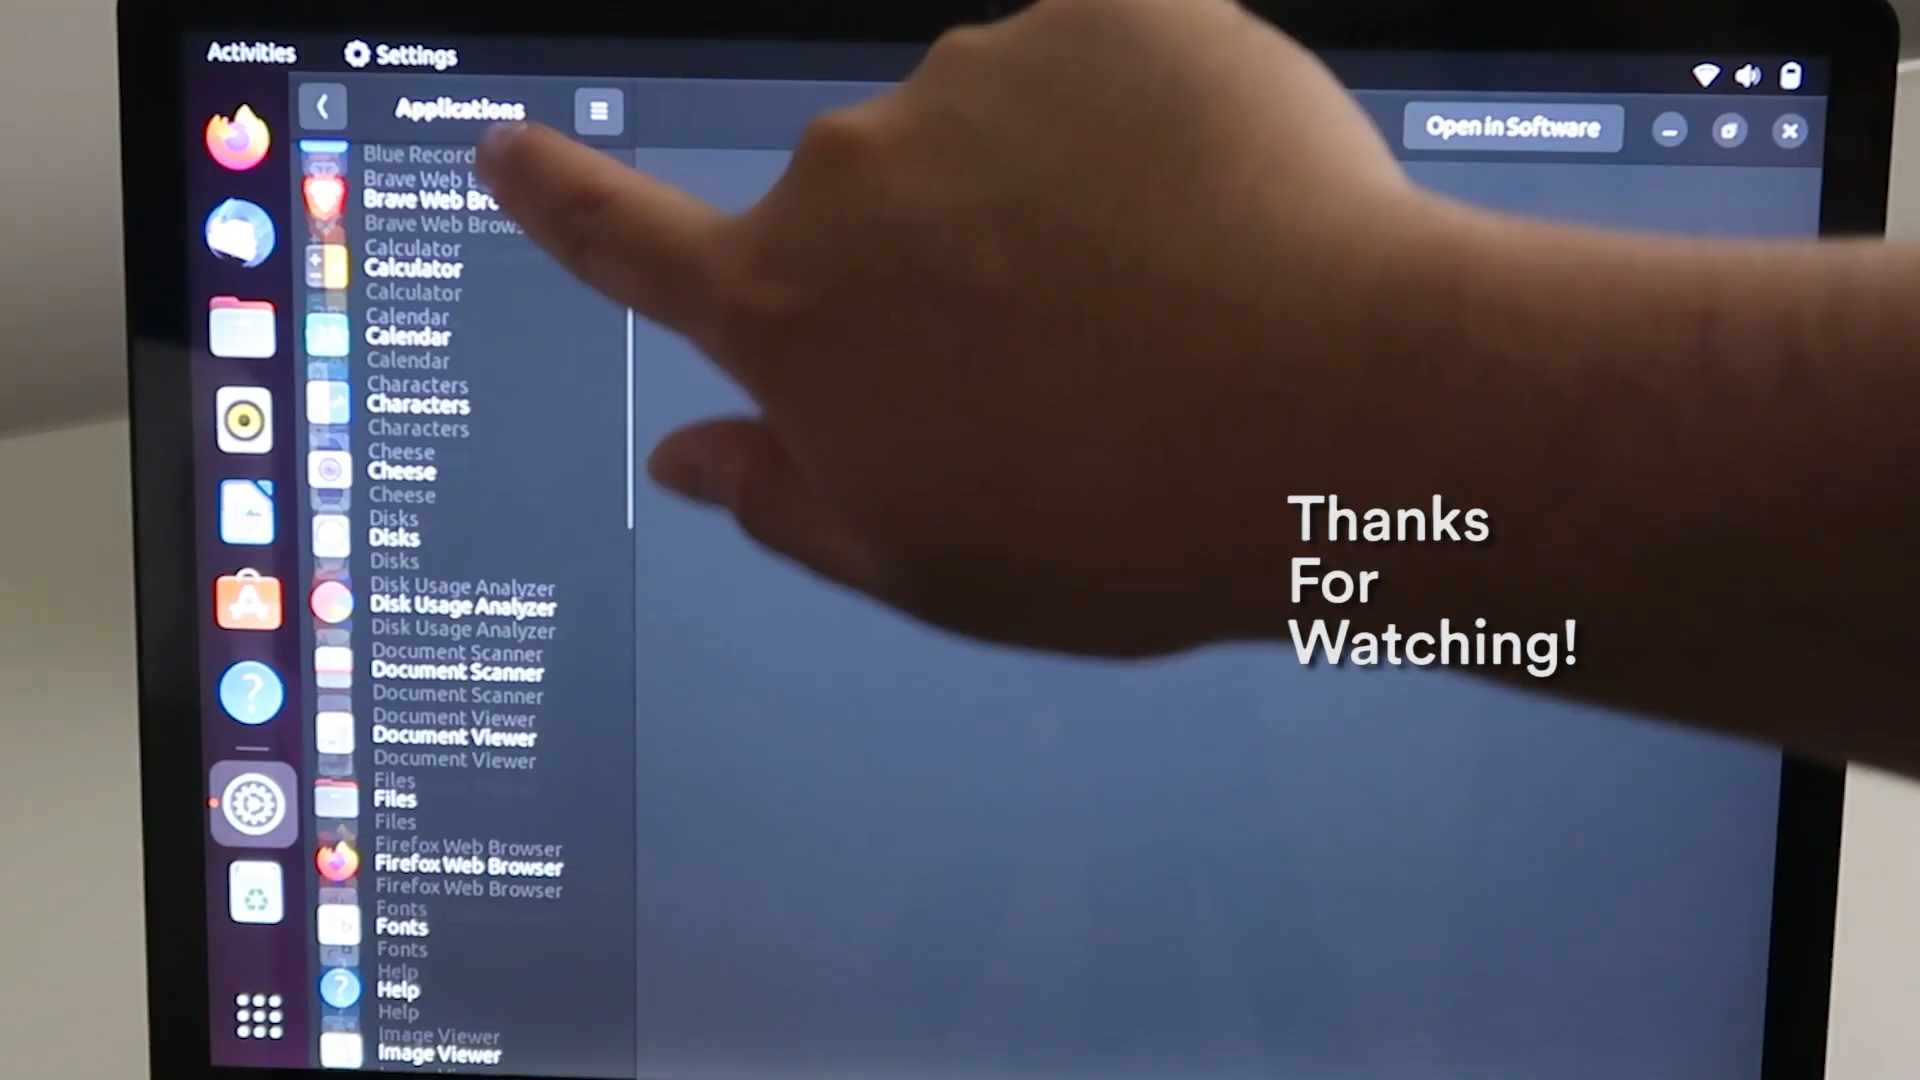 Activities
Settings
Applications
Open in Software
Blue Record
Brave Web
Brave Web
Brave Web Brows
Calculator
Calculator
Calculator
Calendar
Calendar
Calendar
Characters
Characters
Characters
Cheese
Cheese
Cheese
Disks
Disks
Disks
Disk Usage Analyzer
Disk Usage Analyzer
Disk Usage Analyzer
Document Scanner
Document Scanner
Document Scanner
Document Viewer
Document Viewer
Document Viewer
Files
Files
Files
Firefox Web Browser
Firefox Web Browser
Firefox Web Browser
Fonts
Fonts
Fonts
Help
Help
Help
Image Viewer
Image Viewer
Thanks
For
Watching!